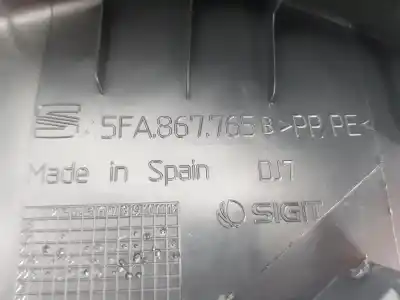 5FA.867.765 B >PP,PE<
Made in Spain DJ7
SIGIT